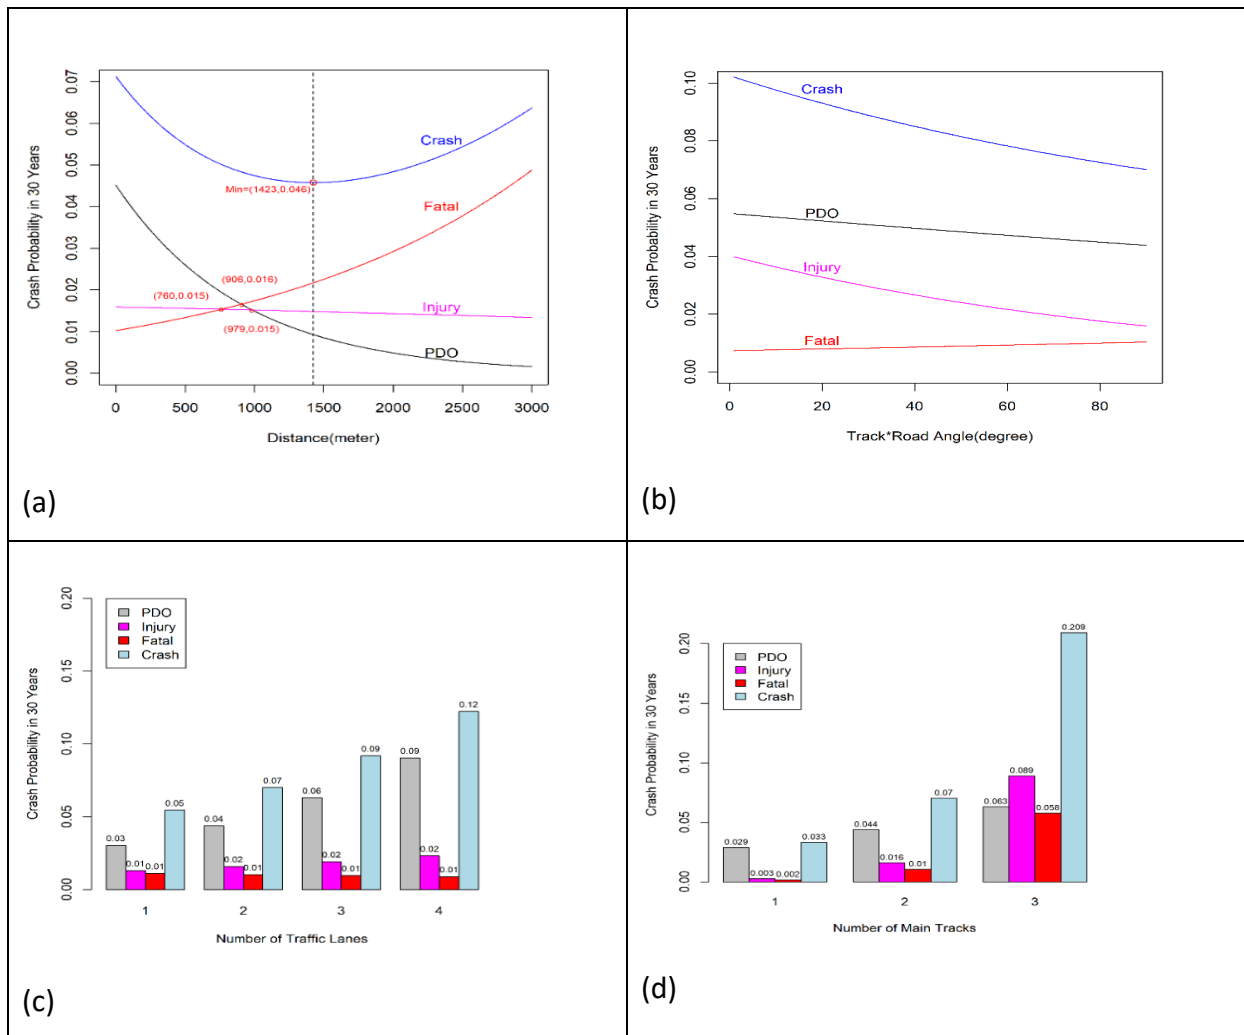 0.07
0.06
0.05
0.04
0.03
0.02
0.01
0.00
Crash Probability in 30 Years
Crash
Min=(1423,0.046)
Fatal
(906,0.016)
(760,0.015)
Injury
(979,0.015)
PDO
0 500 1000 1500 2000 2500 3000
Distance(meter)
(a)
0.10
0.08
0.06
0.04
0.02
0.00
Crash Probability in 30 Years
Crash
PDO
Injury
Fatal
0 20 40 60 80
Track*Road Angle(degree)
(b)
0.20
0.15
0.10
0.05
0.00
Crash Probability in 30 Years
PDO
Injury
Fatal
Crash
0.03 0.01 0.01 0.05
0.04 0.02 0.01 0.07
0.06 0.02 0.01 0.09
0.09 0.02 0.01 0.12
1 2 3 4
Number of Traffic Lanes
(c)
0.20
0.15
0.10
0.05
0.00
Crash Probability in 30 Years
PDO
Injury
Fatal
Crash
0.029 0.003 0.002 0.033
0.044 0.016 0.01 0.07
0.063 0.089 0.058 0.209
1 2 3
Number of Main Tracks
(d)